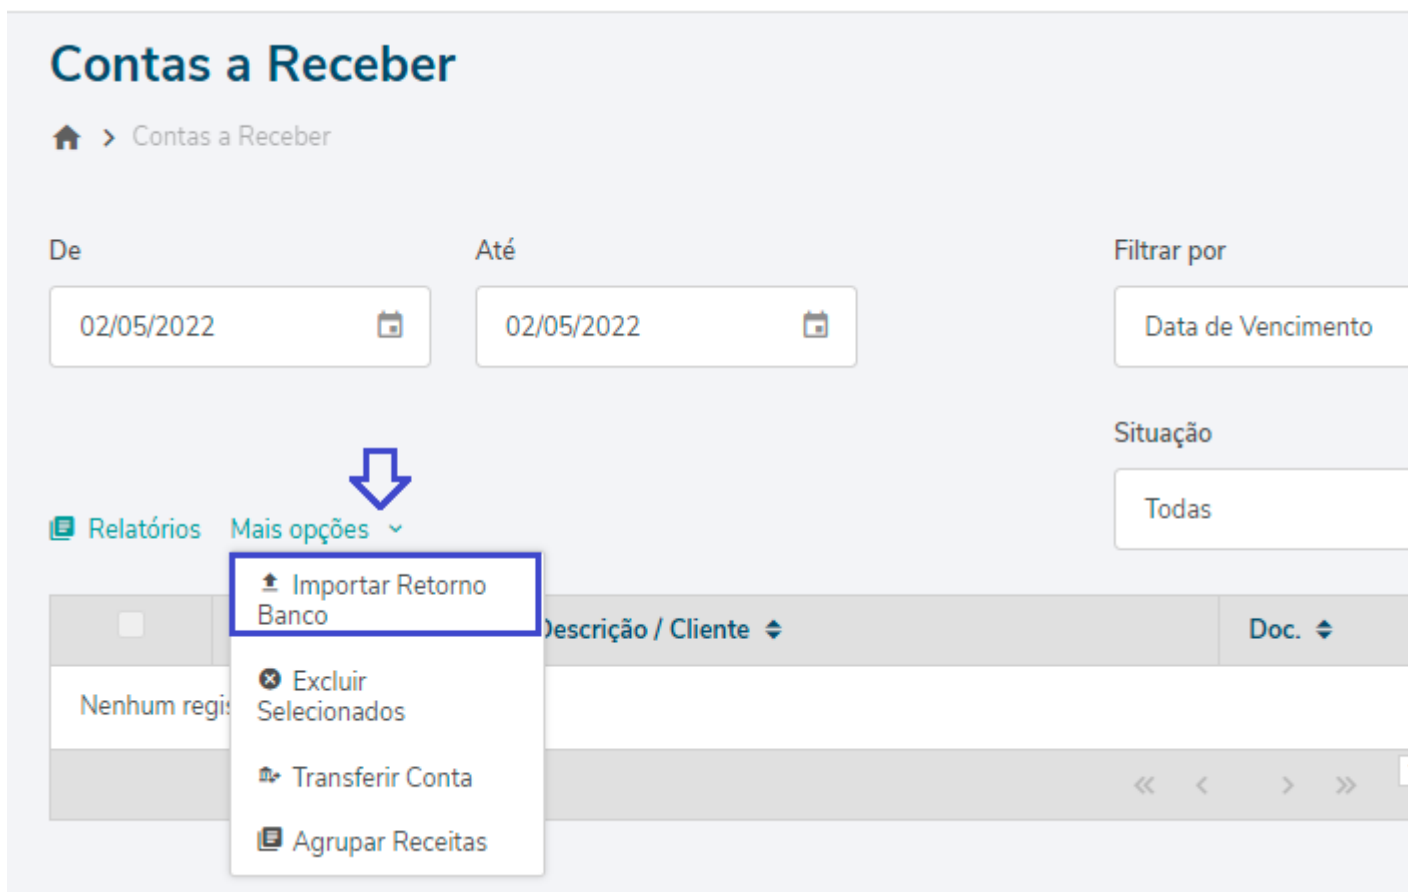 Contas a Receber
Contas a Receber
De
Até
Filtrar por
02/05/2022
02/05/2022
Data de Vencimento
Situação
Todas
Relatórios
Mais opções
Importar Retorno
Banco
Excluir
Selecionados
Transferir Conta
Agrupar Receitas
Descrição / Cliente
Doc.
Nenhum